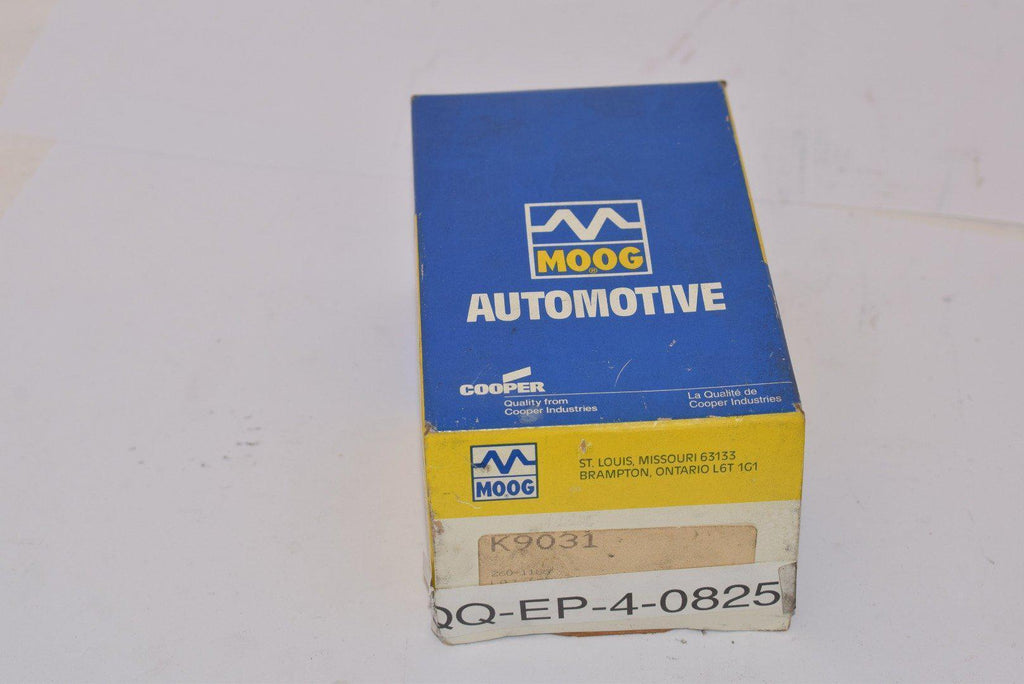 MOOG
®
AUTOMOTIVE
COOPER
Quality from
Cooper Industries
La Qualité de
Cooper Industries
MOOG
ST. LOUIS, MISSOURI 63133
BRAMPTON, ONTARIO L6T 1G1
K9031
QQ-EP-4-0825